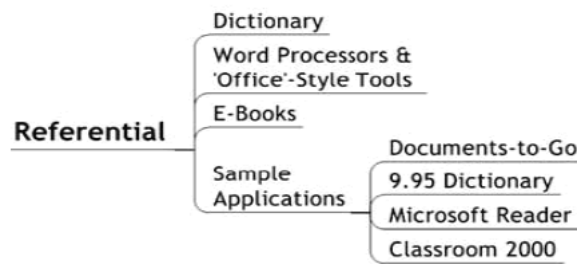 Dictionary
Word Processors &
'Office'-Style Tools
E-Books
Referential
Sample
Applications
Documents-to-Go
9.95 Dictionary
Microsoft Reader
Classroom 2000